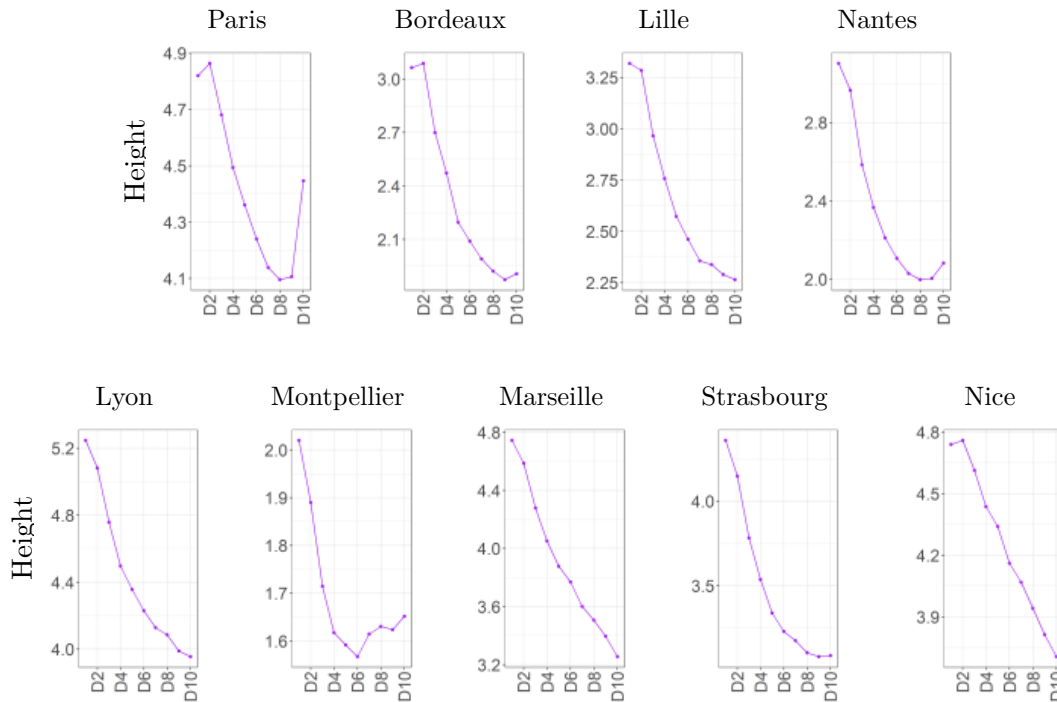 Paris Bordeaux Lille Nantes
Height
4.9
4.7
4.5
4.3
4.1
D2 D4 D6 D8 D10
3.0
2.7
2.4
2.1
D2 D4 D6 D8 D10
3.25
3.00
2.75
2.50
2.25
D2 D4 D6 D8 D10
2.8
2.4
2.0
D2 D4 D6 D8 D10
Lyon Montpellier Marseille Strasbourg Nice
Height
5.2
4.8
4.4
4.0
D2 D4 D6 D8 D10
2.0
1.9
1.8
1.7
1.6
D2 D4 D6 D8 D10
4.8
4.4
4.0
3.6
3.2
D2 D4 D6 D8 D10
4.0
3.5
D2 D4 D6 D8 D10
4.8
4.5
4.2
3.9
D2 D4 D6 D8 D10